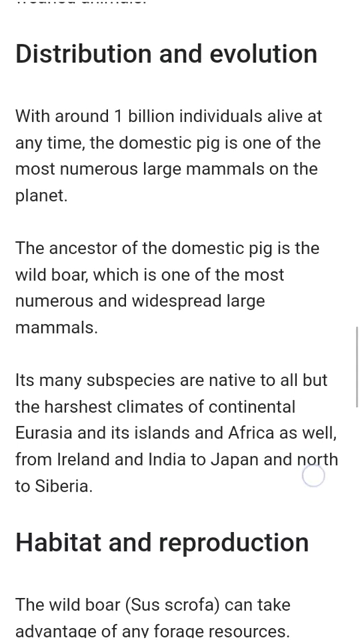 Distribution and evolution
With around 1 billion individuals alive at
any time, the domestic pig is one of the
most numerous large mammals on the
planet.
The ancestor of the domestic pig is the
wild boar, which is one of the most
numerous and widespread large
mammals.
Its many subspecies are native to all but
the harshest climates of continental
Eurasia and its islands and Africa as well,
from Ireland and India to Japan and north
to Siberia.
Habitat and reproduction
The wild boar (Sus scrofa) can take
advantage of any forage resources.